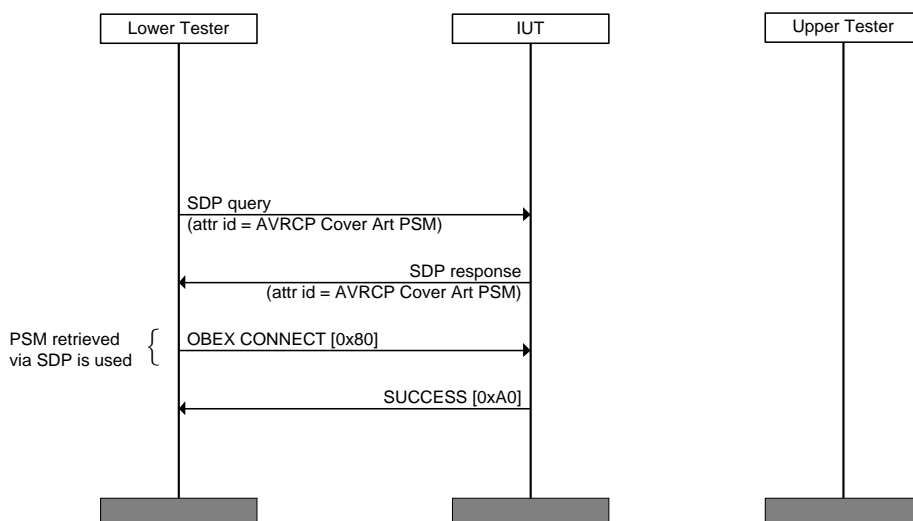 Lower Tester
IUT
Upper Tester
SDP query
(attr id = AVRCP Cover Art PSM)
SDP response
(attr id = AVRCP Cover Art PSM)
PSM retrieved
via SDP is used
OBEX CONNECT [0x80]
SUCCESS [0xA0]